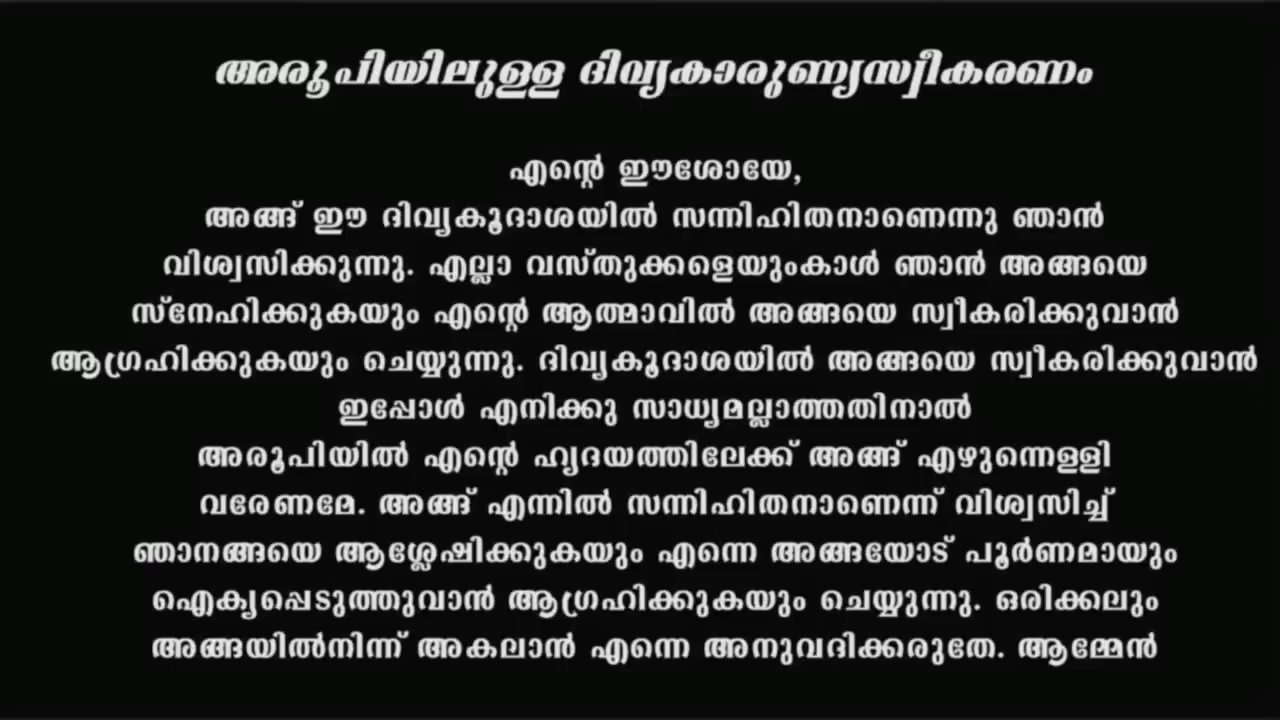 അരൂപിയിലുള്ള ദിവ്യകാരുണ്യസ്വീകരണം
എന്റെ ഈശോയേ,
അങ്ങ് ഈ ദിവ്യകൂദാശയിൽ സന്നിഹിതനാണെന്നു ഞാൻ
വിശ്വസിക്കുന്നു. എല്ലാ വസ്തുക്കളെയുംകാൾ ഞാൻ അങ്ങയെ
സ്നേഹിക്കുകയും എന്റെ ആത്മാവിൽ അങ്ങയെ സ്വീകരിക്കുവാൻ
ആഗ്രഹിക്കുകയും ചെയ്യുന്നു. ദിവ്യകൂദാശയിൽ അങ്ങയെ സ്വീകരിക്കുവാൻ
ഇപ്പോൾ എനിക്കു സാധ്യമല്ലാത്തതിനാൽ
അരൂപിയിൽ എന്റെ ഹൃദയത്തിലേക്ക് അങ്ങ് എഴുന്നെള്ളി
വരേണമേ. അങ്ങ് എന്നിൽ സന്നിഹിതനാണെന്ന് വിശ്വസിച്ച്
ഞാനങ്ങയെ ആശ്ലേഷിക്കുകയും എന്നെ അങ്ങയോട് പൂർണമായും
ഐക്യപ്പെടുത്തുവാൻ ആഗ്രഹിക്കുകയും ചെയ്യുന്നു. ഒരിക്കലും
അങ്ങയിൽനിന്ന് അകലാൻ എന്നെ അനുവദിക്കരുതേ. ആമ്മേൻ